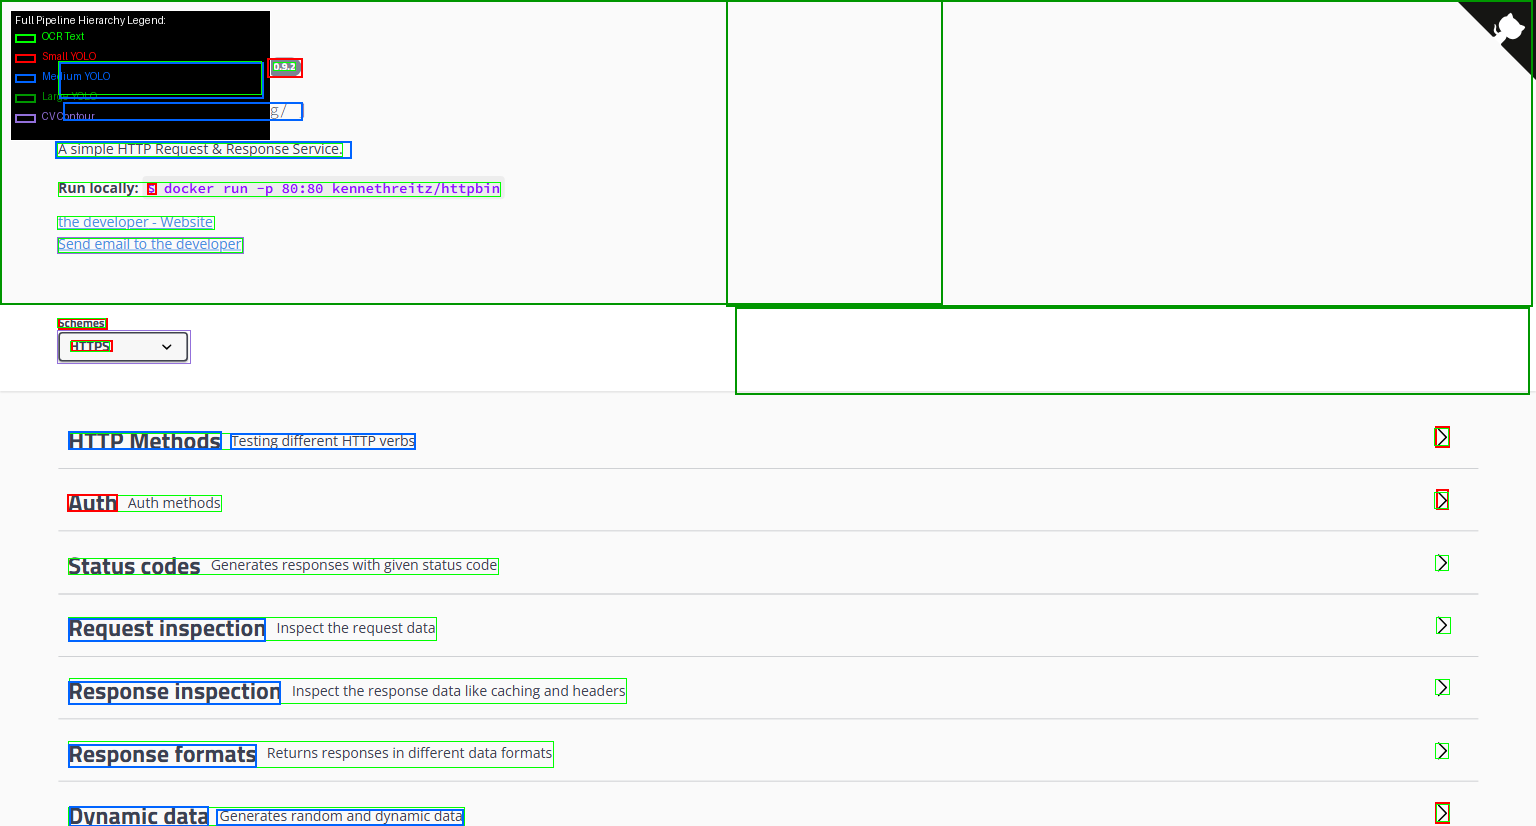 Full Pipeline Hierarchy Legend:
OCR Text
Small YOLO
Medium YOLO
Large YOLO
CV Contour
0.9.2
g/
A simple HTTP Request & Response Service.
Run locally: $ docker run -p 80:80 kennethreitz/httpbin
the developer - Website
Send email to the developer
Schemes
HTTPS
HTTP Methods Testing different HTTP verbs
Auth Auth methods
Status codes Generates responses with given status code
Request inspection Inspect the request data
Response inspection Inspect the response data like caching and headers
Response formats Returns responses in different data formats
Dynamic data Generates random and dynamic data